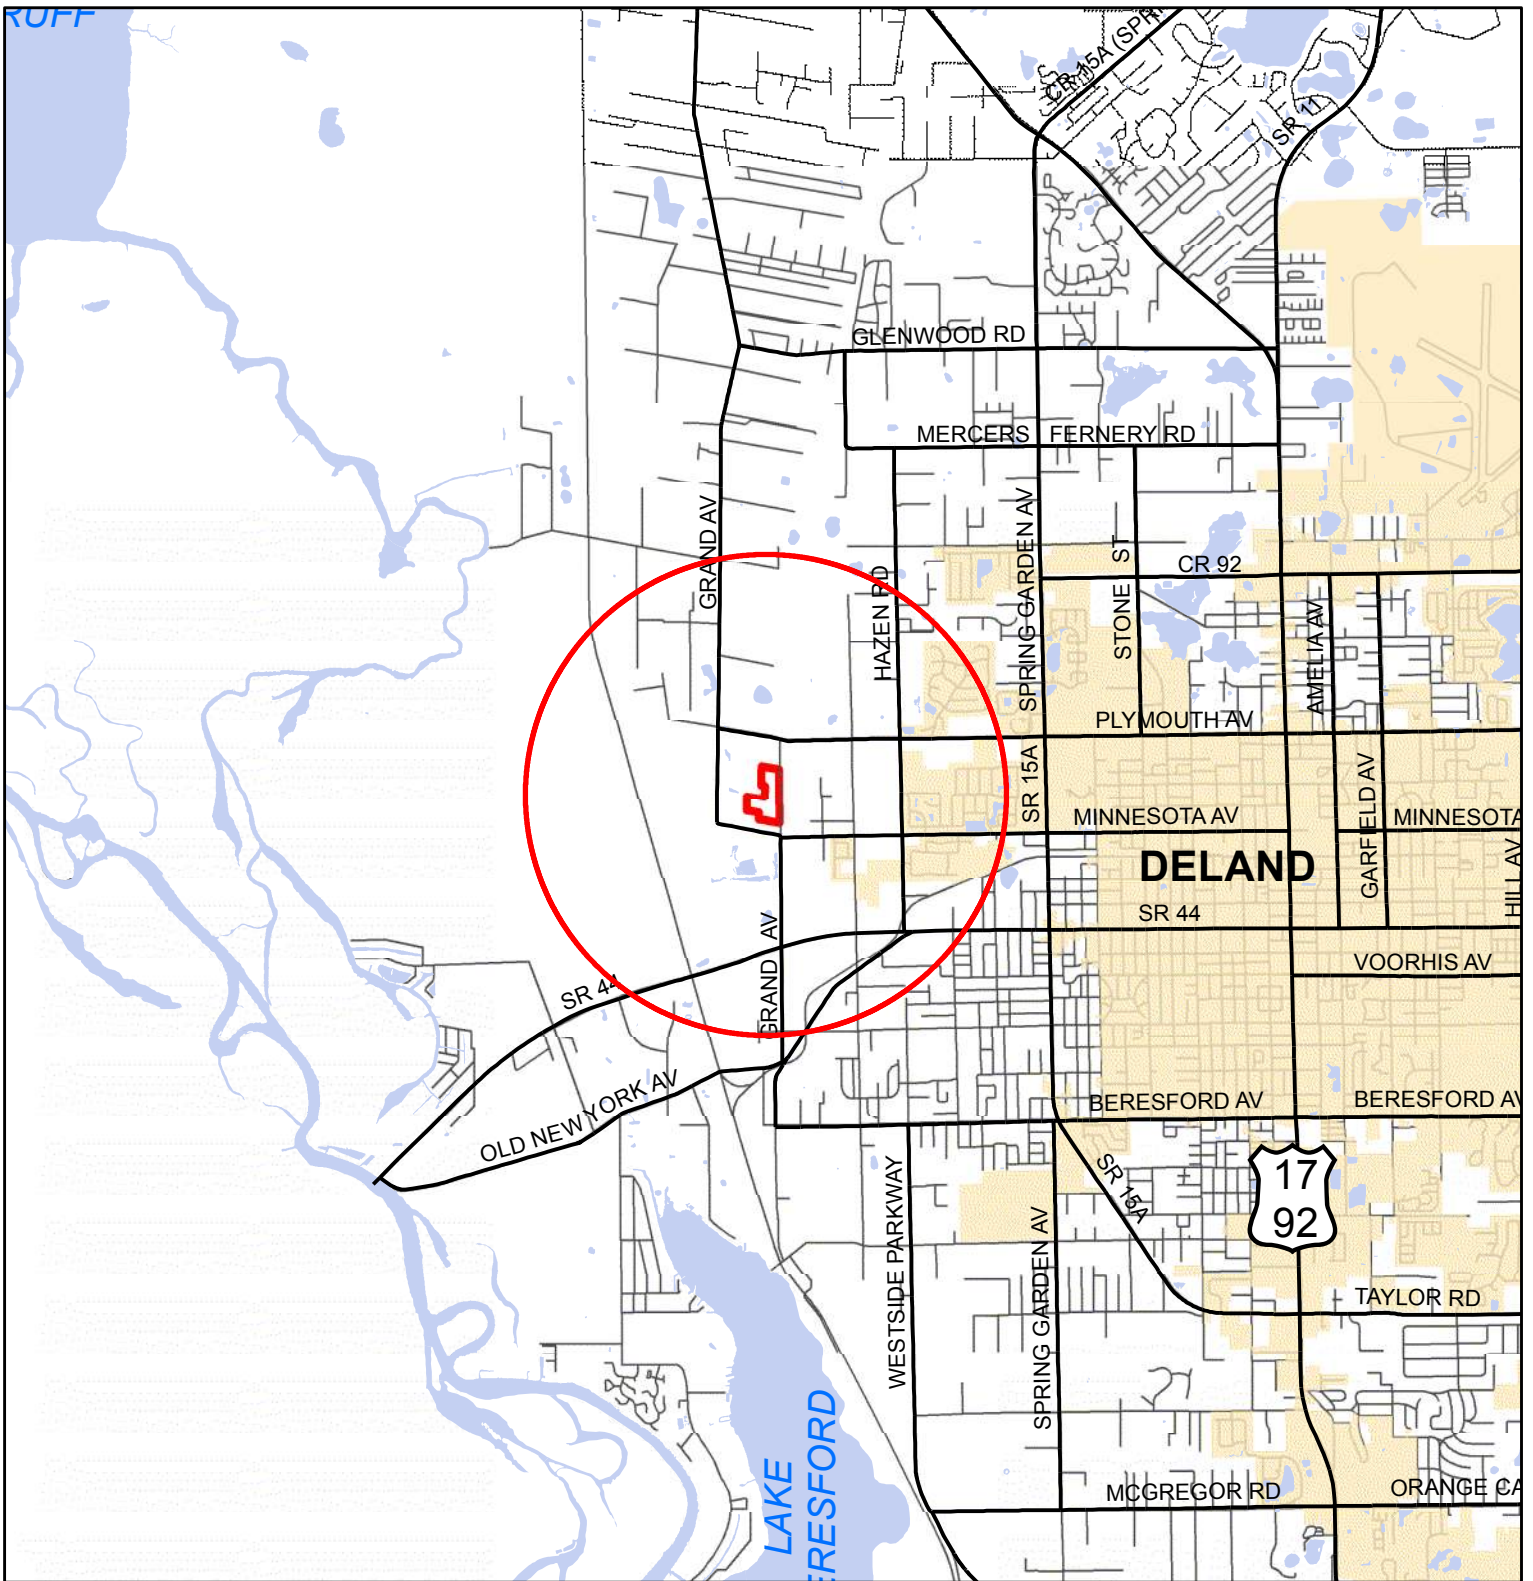 RUFF
CR 15A (SPRI
SR 11
GLENWOOD RD
MERCERS FERNERY RD
GRAND AV
HAZEN RD
SPRING GARDEN AV
STONE ST
CR 92
AMELIA AV
PLYMOUTH AV
SR 15A
MINNESOTA AV
GARFIELD AV
MINNESOTA
DELAND
HILL AV
SR 44
GRAND AV
VOORHIS AV
SR 44
OLD NEW YORK AV
BERESFORD AV
BERESFORD AV
SR 15A
17
92
WESTSIDE PARKWAY
SPRING GARDEN AV
TAYLOR RD
LAKE
ERESFORD
MCGREGOR RD
ORANGE CA